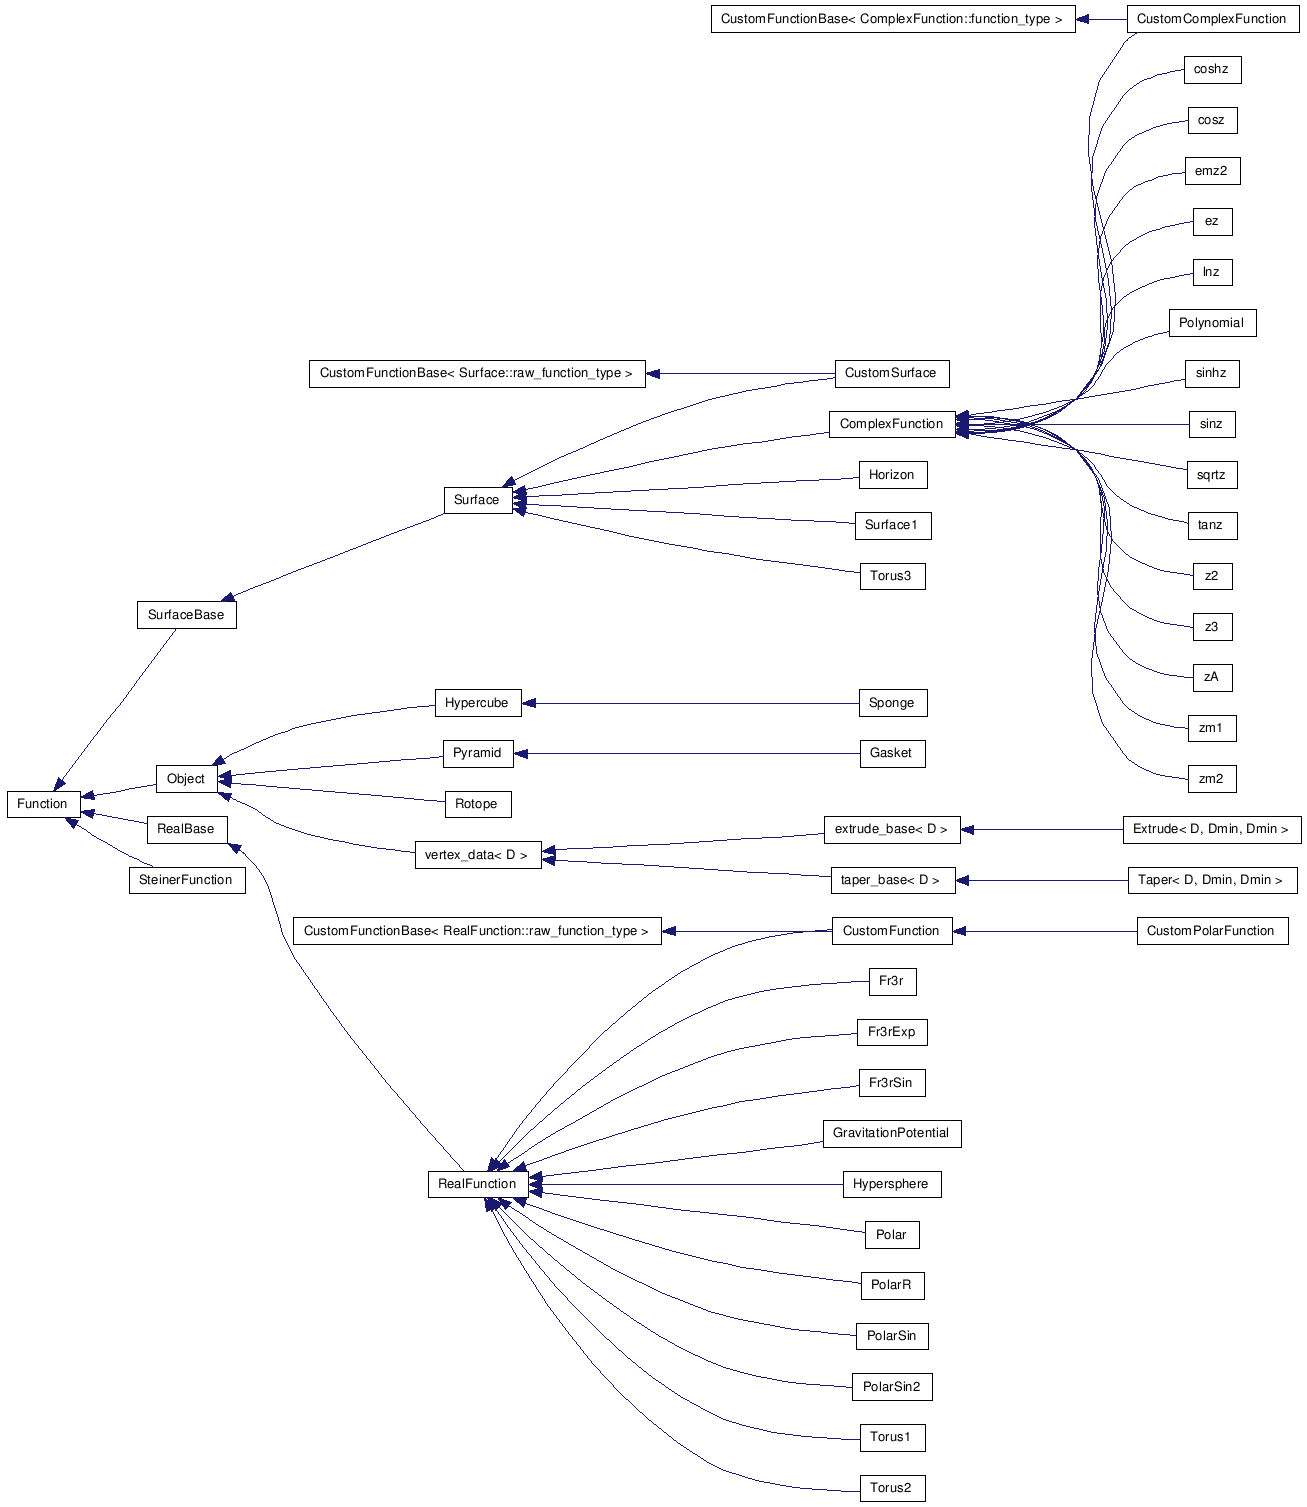 CustomFunctionBase< ComplexFunction::function_type >
CustomComplexFunction
coshz
cosz
emz2
ez
lnz
Polynomial
CustomFunctionBase< Surface::raw_function_type >
CustomSurface
sinhz
ComplexFunction
sinz
Horizon
sqrtz
Surface
Surface1
tanz
Torus3
z2
SurfaceBase
z3
zA
Hypercube
Sponge
zm1
Pyramid
Gasket
Object
zm2
Function
Rotope
RealBase
extrude_base< D >
Extrude< D, Dmin, Dmin >
vertex_data< D >
SteinerFunction
taper_base< D >
Taper< D, Dmin, Dmin >
CustomFunctionBase< RealFunction::raw_function_type >
CustomFunction
CustomPolarFunction
Fr3r
Fr3rExp
Fr3rSin
GravitationPotential
RealFunction
Hypersphere
Polar
PolarR
PolarSin
PolarSin2
Torus1
Torus2